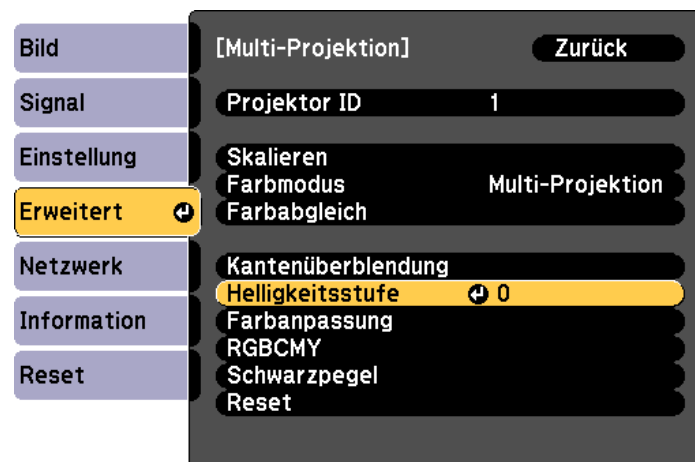 Bild
Signal
Einstellung
Erweitert
Netzwerk
Information
Reset
[Multi-Projektion] Zurück
Projektor ID 1
Skalieren
Farbmodus Multi-Projektion
Farbabgleich
Kantenüberblendung
Helligkeitsstufe 0
Farbanpassung
RGBCMY
Schwarzpegel
Reset